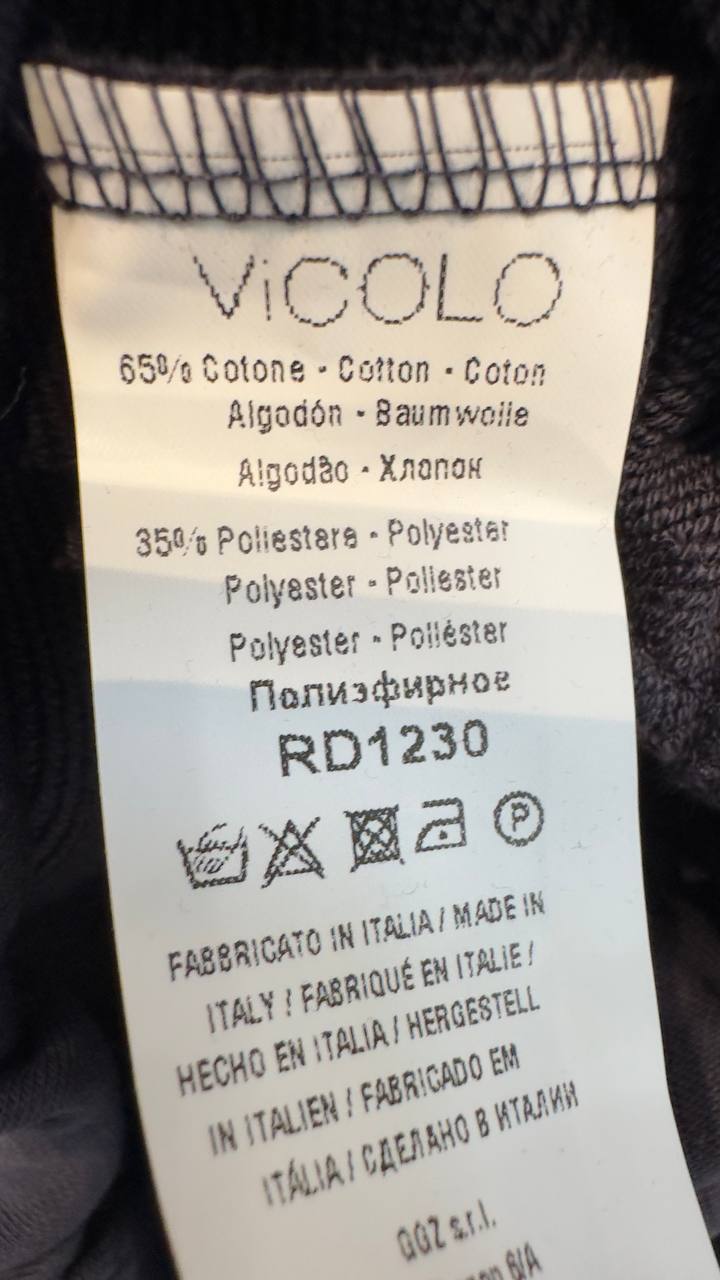 ViCOLO
65% Cotone - Cotton - Coton
Algodón - Baumwolle
Algodão - Хлопок
35% Poliestere - Polyester
Polyester - Poliester
Polyester - Poliéster
Полиэфирное
RD1230
P
FABBRICATO IN ITALIA / MADE IN
ITALY / FABRIQUÉ EN ITALIE /
HECHO EN ITALIA / HERGESTELL
IN ITALIEN / FABRICADO EM
ITÁLIA / СДЕЛАНО В ИТАЛИИ
GGZ s.r.l.
6/A